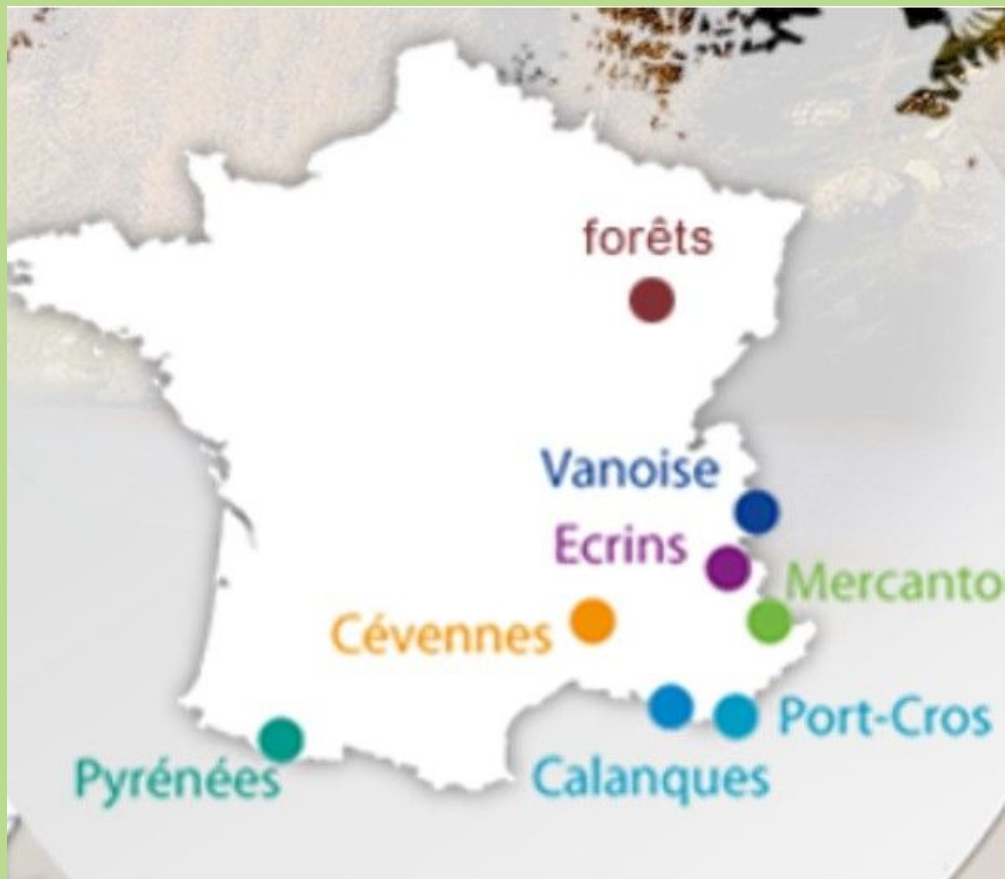 forêts
Vanoise
Ecrins
Mercanto
Cévennes
Port-Cros
Pyrénées
Calanques